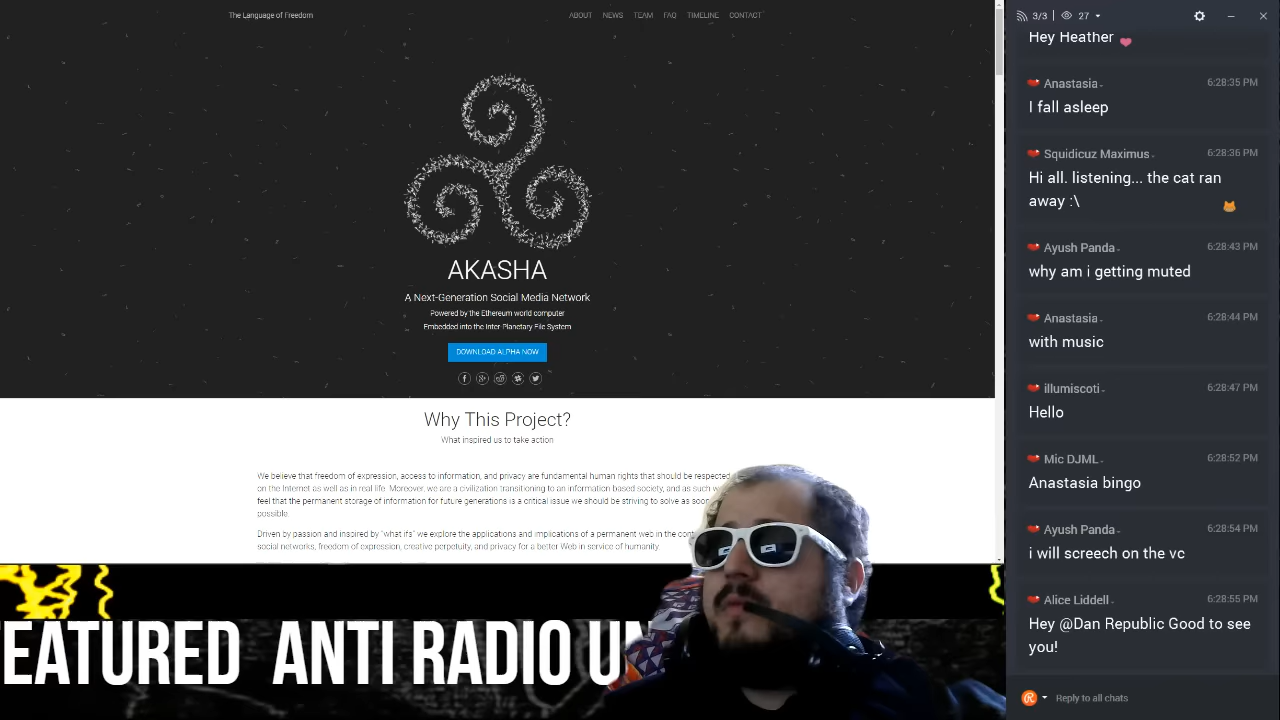 The Language of Freedom
ABOUT NEWS TEAM FAQ TIMELINE CONTACT
AKASHA
A Next-Generation Social Media Network
Powered by the Ethereum world computer
Embedded into the Inter-Planetary File System
DOWNLOAD ALPHA NOW
Why This Project?
What inspired us to take action
We believe that freedom of expression, access to information, and privacy are fundamental human rights that should be respected
on the Internet as well as in real life. Moreover, we are a civilization transitioning to an information based society, and as such we
feel that the permanent storage of information for future generations is a critical issue we should be striving to solve as soon
possible.
Driven by passion and inspired by "what ifs" we explore the applications and implications of a permanent web in the
social networks, freedom of expression, creative perpetuity, and privacy for a better Web in service of humanity.
EATURED ANTI RADIO
3/3 | 27
Hey Heather
Anastasia 6:28:35 PM
I fall asleep
Squidicuz Maximus 6:28:36 PM
Hi all. listening... the cat ran
away :\
Ayush Panda 6:28:43 PM
why am i getting muted
Anastasia 6:28:44 PM
with music
illumiscoti 6:28:47 PM
Hello
Mic DJML 6:28:52 PM
Anastasia bingo
Ayush Panda 6:28:54 PM
i will screech on the vc
Alice Liddell 6:28:55 PM
Hey @Dan Republic Good to see
you!
Reply to all chats